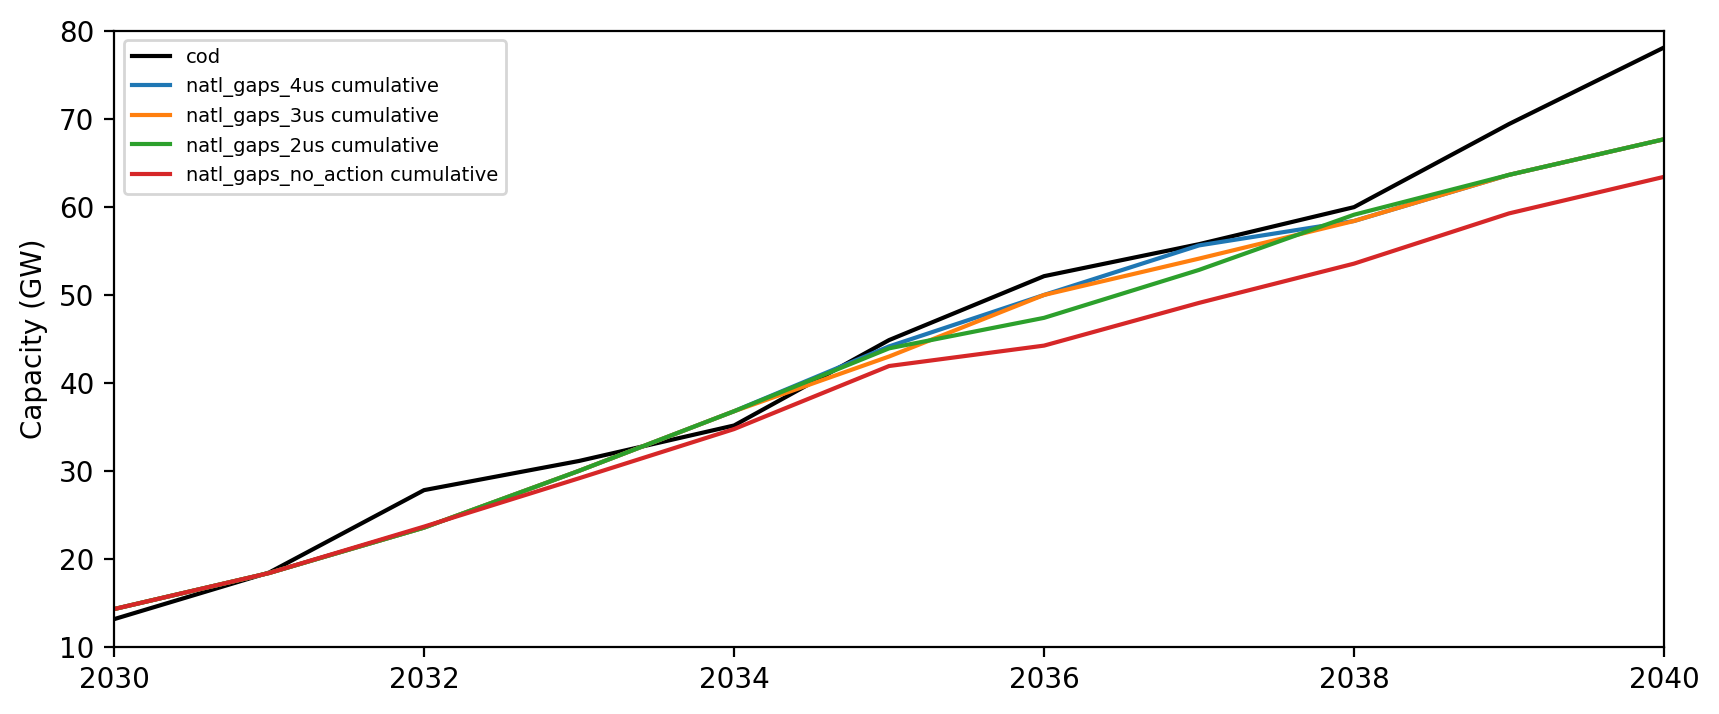 80
70
60
50
40
30
20
10
Capacity (GW)
cod
natl_gaps_4us cumulative
natl_gaps_3us cumulative
natl_gaps_2us cumulative
natl_gaps_no_action cumulative
2030 2032 2034 2036 2038 2040